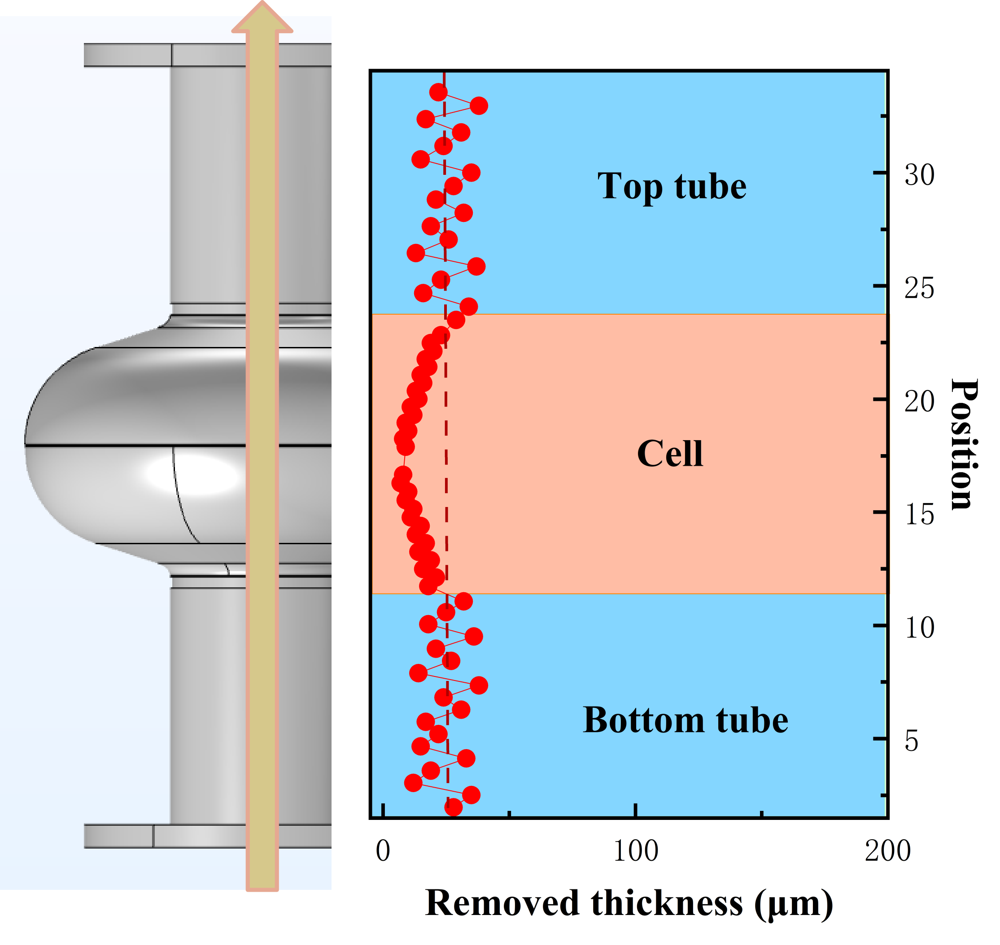 Top tube
Cell
Bottom tube
30
25
20
15
10
5
Position
0 100 200
Removed thickness (μm)